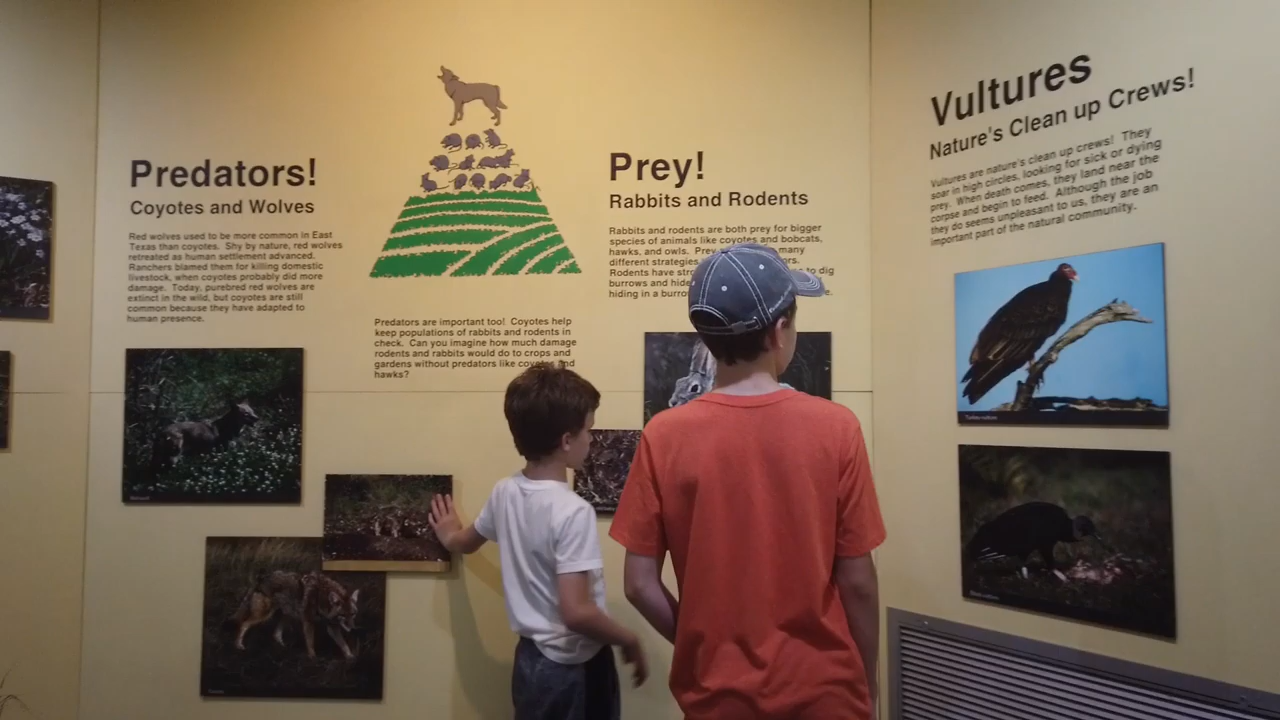 Predators!
Coyotes and Wolves
Red wolves used to be more common in East
Texas than coyotes. Shy by nature, red wolves
retreated as human settlement advanced.
Ranchers blamed them for killing domestic
livestock, when coyotes probably did more
damage. Today, purebred red wolves are
extinct in the wild, but coyotes are still
common because they have adapted to
human presence.
Predators are important too! Coyotes help
keep populations of rabbits and rodents in
check. Can you imagine how much damage
rodents and rabbits would do to crops and
gardens without predators like coyotes and
hawks?
Prey!
Rabbits and Rodents
Rabbits and rodents are both prey for bigger
species of animals like coyotes and bobcats,
hawks, and owls. Prey many
different strategies
Rodents have to dig
burrows and hide
hiding in a
Vultures
Nature's Clean up Crews!
Vultures are nature's clean up crews! They
soar in high circles, looking for sick or dying
prey. When death comes, they land near the
corpse and begin to feed. Although the job
they do seems unpleasant to us, they are an
important part of the natural community.
Turkey vulture
Black vulture